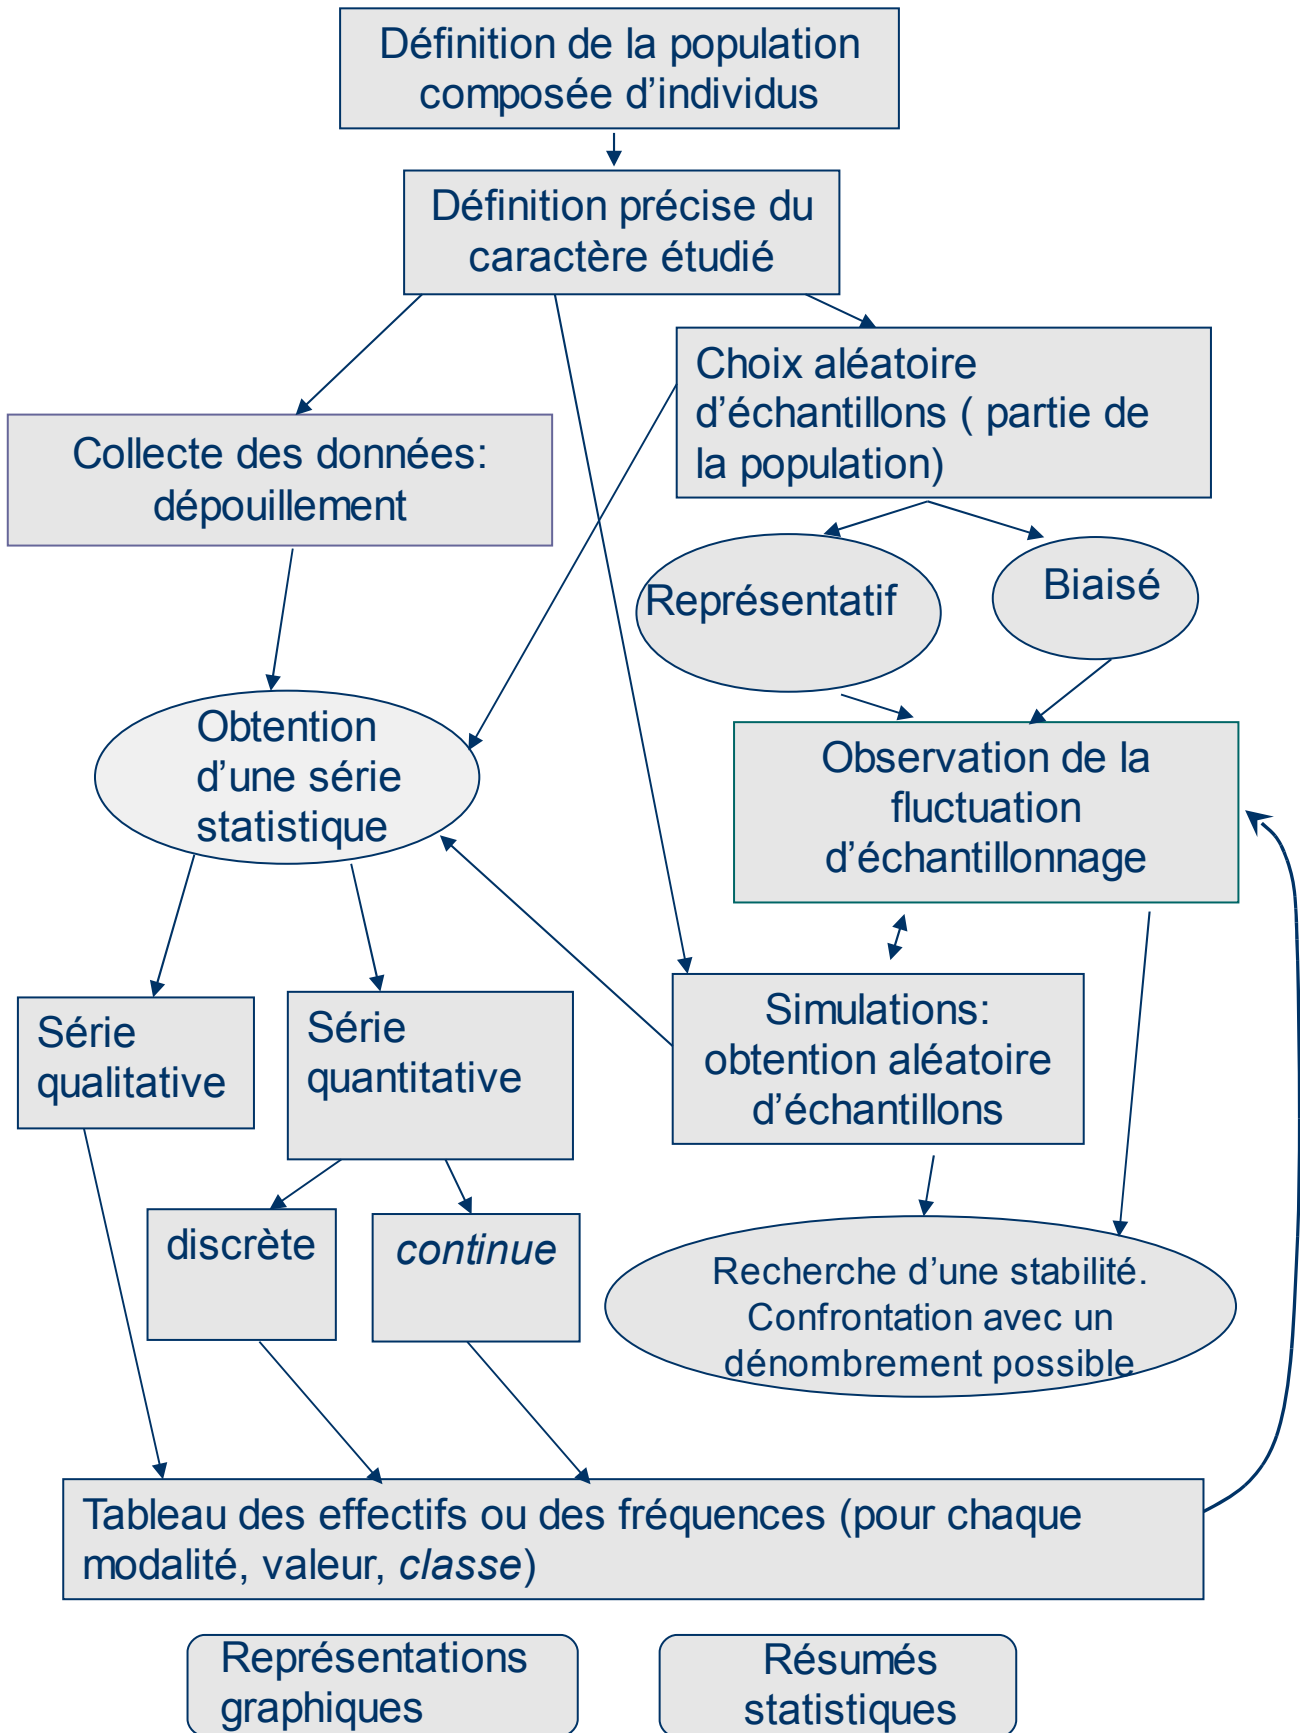 Définition de la population
composée d’individus
Définition précise du
caractère étudié
Choix aléatoire
d’échantillons ( partie de
la population)
Collecte des données:
dépouillement
Représentatif
Biaisé
Obtention
d’une série
statistique
Observation de la
fluctuation
d’échantillonnage
Série
qualitative
Série
quantitative
Simulations:
obtention aléatoire
d’échantillons
discrète
continue
Recherche d’une stabilité.
Confrontation avec un
dénombrement possible
Tableau des effectifs ou des fréquences (pour chaque
modalité, valeur, classe)
Représentations
graphiques
Résumés
statistiques